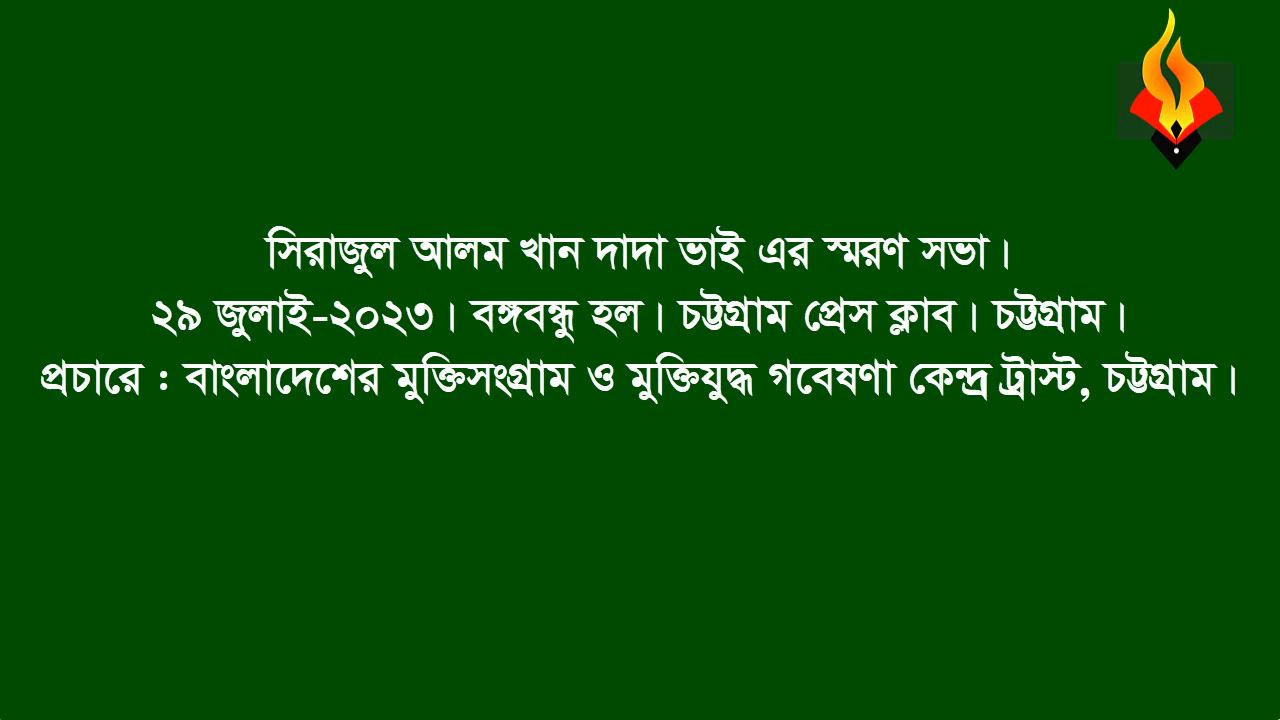 সিরাজুল আলম খান দাদা ভাই এর স্মরণ সভা।
২৯ জুলাই-২০২৩। বঙ্গবন্ধু হল। চট্টগ্রাম প্রেস ক্লাব। চট্টগ্রাম।
প্রচারে : বাংলাদেশের মুক্তিসংগ্রাম ও মুক্তিযুদ্ধ গবেষণা কেন্দ্র ট্রাস্ট, চট্টগ্রাম।